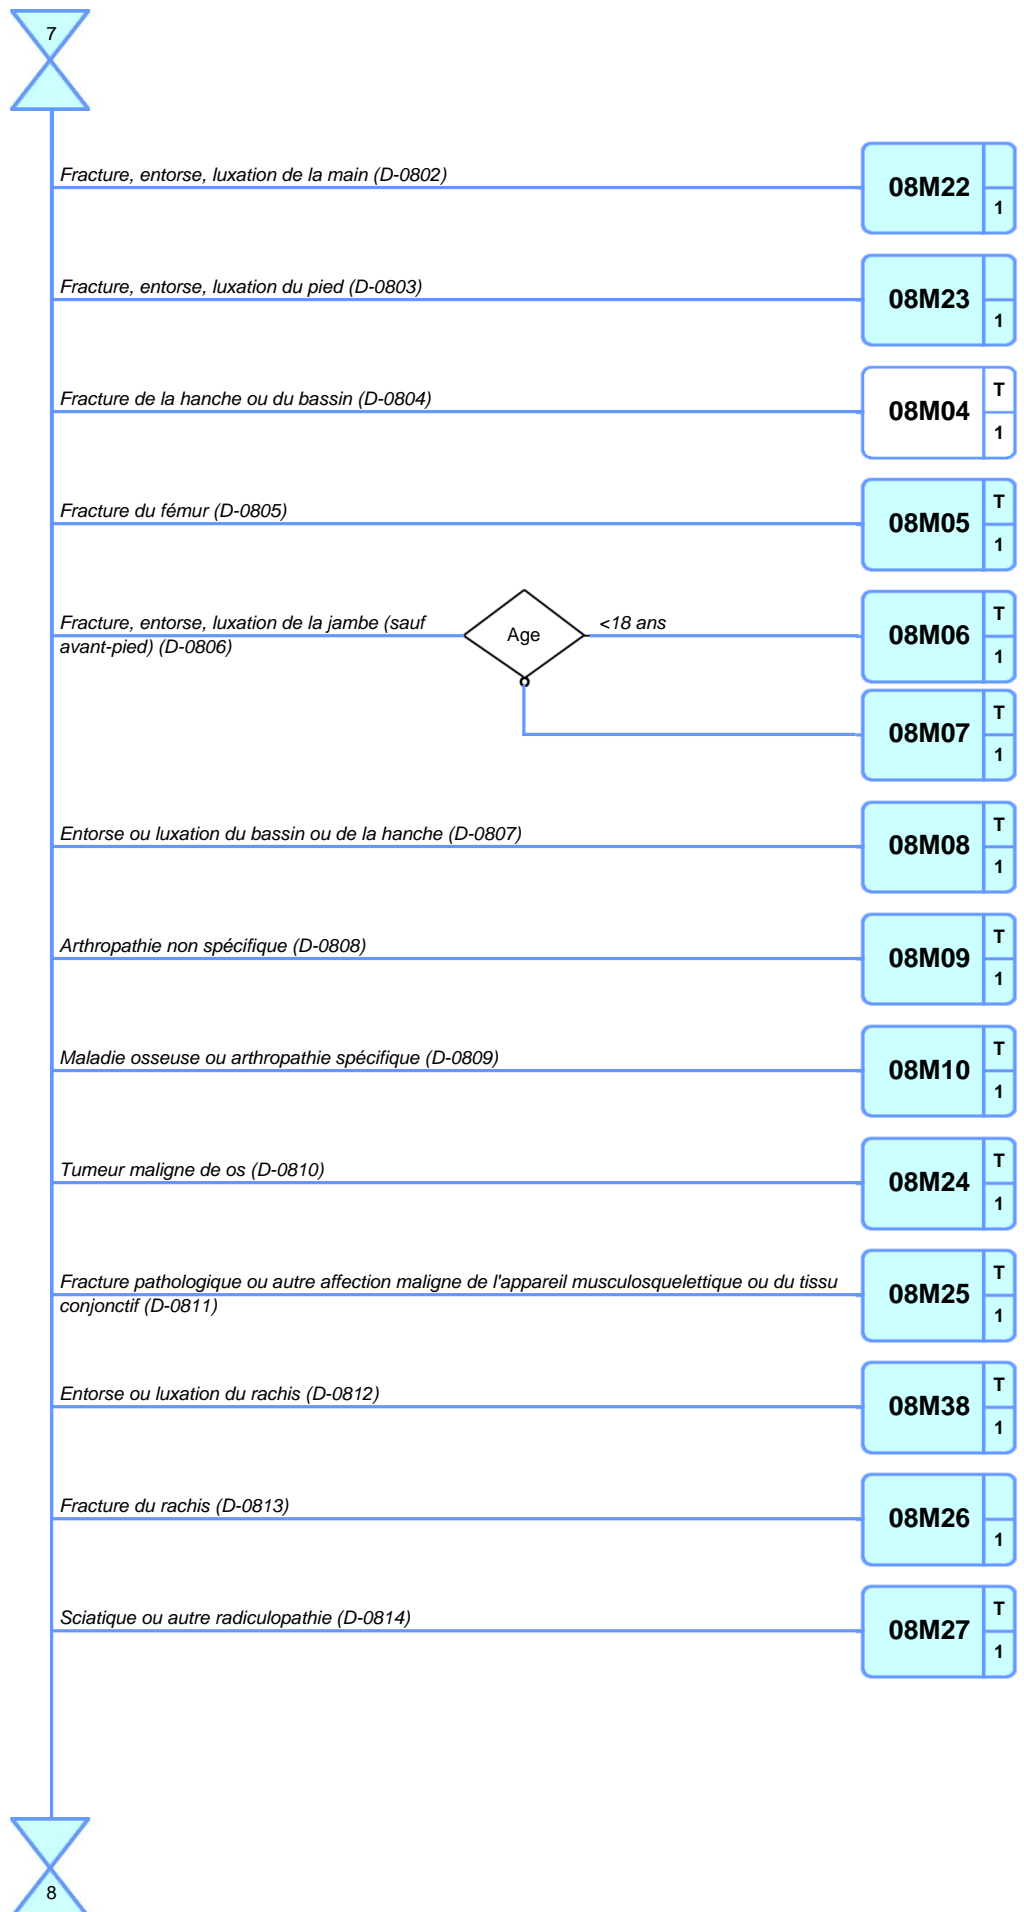 7
Fracture, entorse, luxation de la main (D-0802)
08M22
1
Fracture, entorse, luxation du pied (D-0803)
08M23
1
Fracture de la hanche ou du bassin (D-0804)
08M04
T
1
Fracture du fémur (D-0805)
08M05
T
1
Fracture, entorse, luxation de la jambe (sauf
avant-pied) (D-0806)
Age
<18 ans
08M06
T
1
08M07
T
1
Entorse ou luxation du bassin ou de la hanche (D-0807)
08M08
T
1
Arthropathie non spécifique (D-0808)
08M09
T
1
Maladie osseuse ou arthropathie spécifique (D-0809)
08M10
T
1
Tumeur maligne de os (D-0810)
08M24
T
1
Fracture pathologique ou autre affection maligne de l'appareil musculosquelettique ou du tissu
conjonctif (D-0811)
08M25
T
1
Entorse ou luxation du rachis (D-0812)
08M38
T
1
Fracture du rachis (D-0813)
08M26
1
Sciatique ou autre radiculopathie (D-0814)
08M27
T
1
8